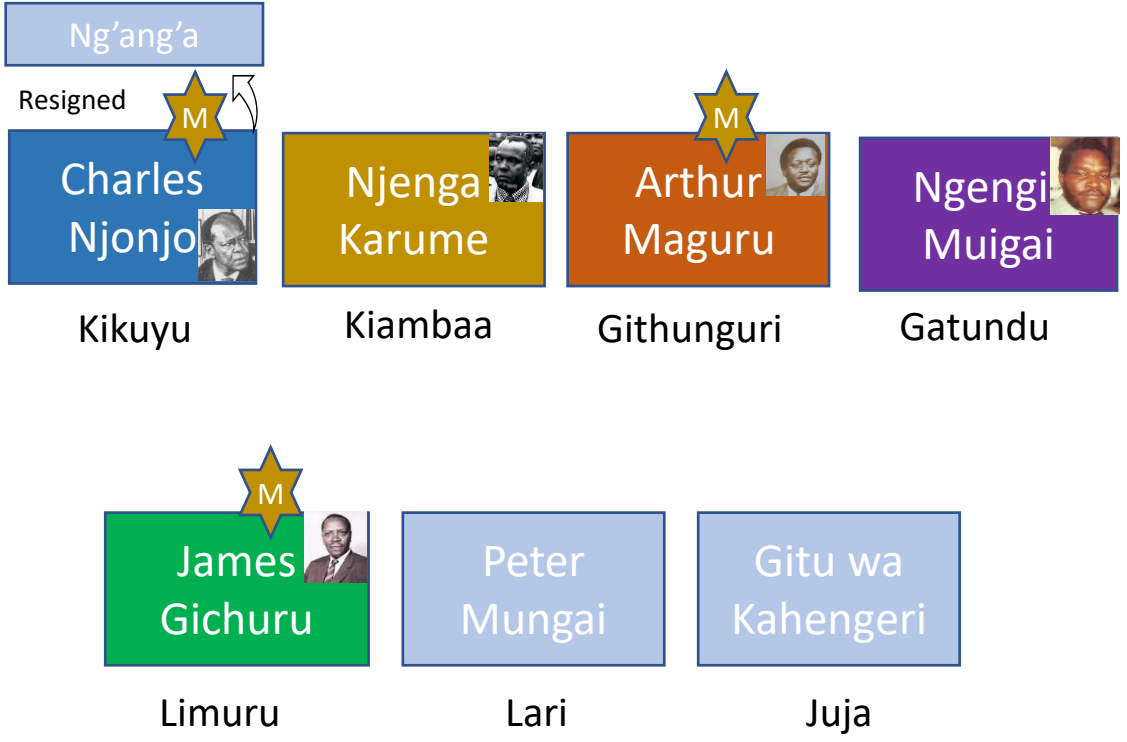 Ng’ang’a
Resigned
M
Charles
Njonjo
Kikuyu
Njenga
Karume
Kiambaa
M
Arthur
Maguru
Githunguri
Ngengi
Muigai
Gatundu
M
James
Gichuru
Limuru
Peter
Mungai
Lari
Gitu wa
Kahengeri
Juja